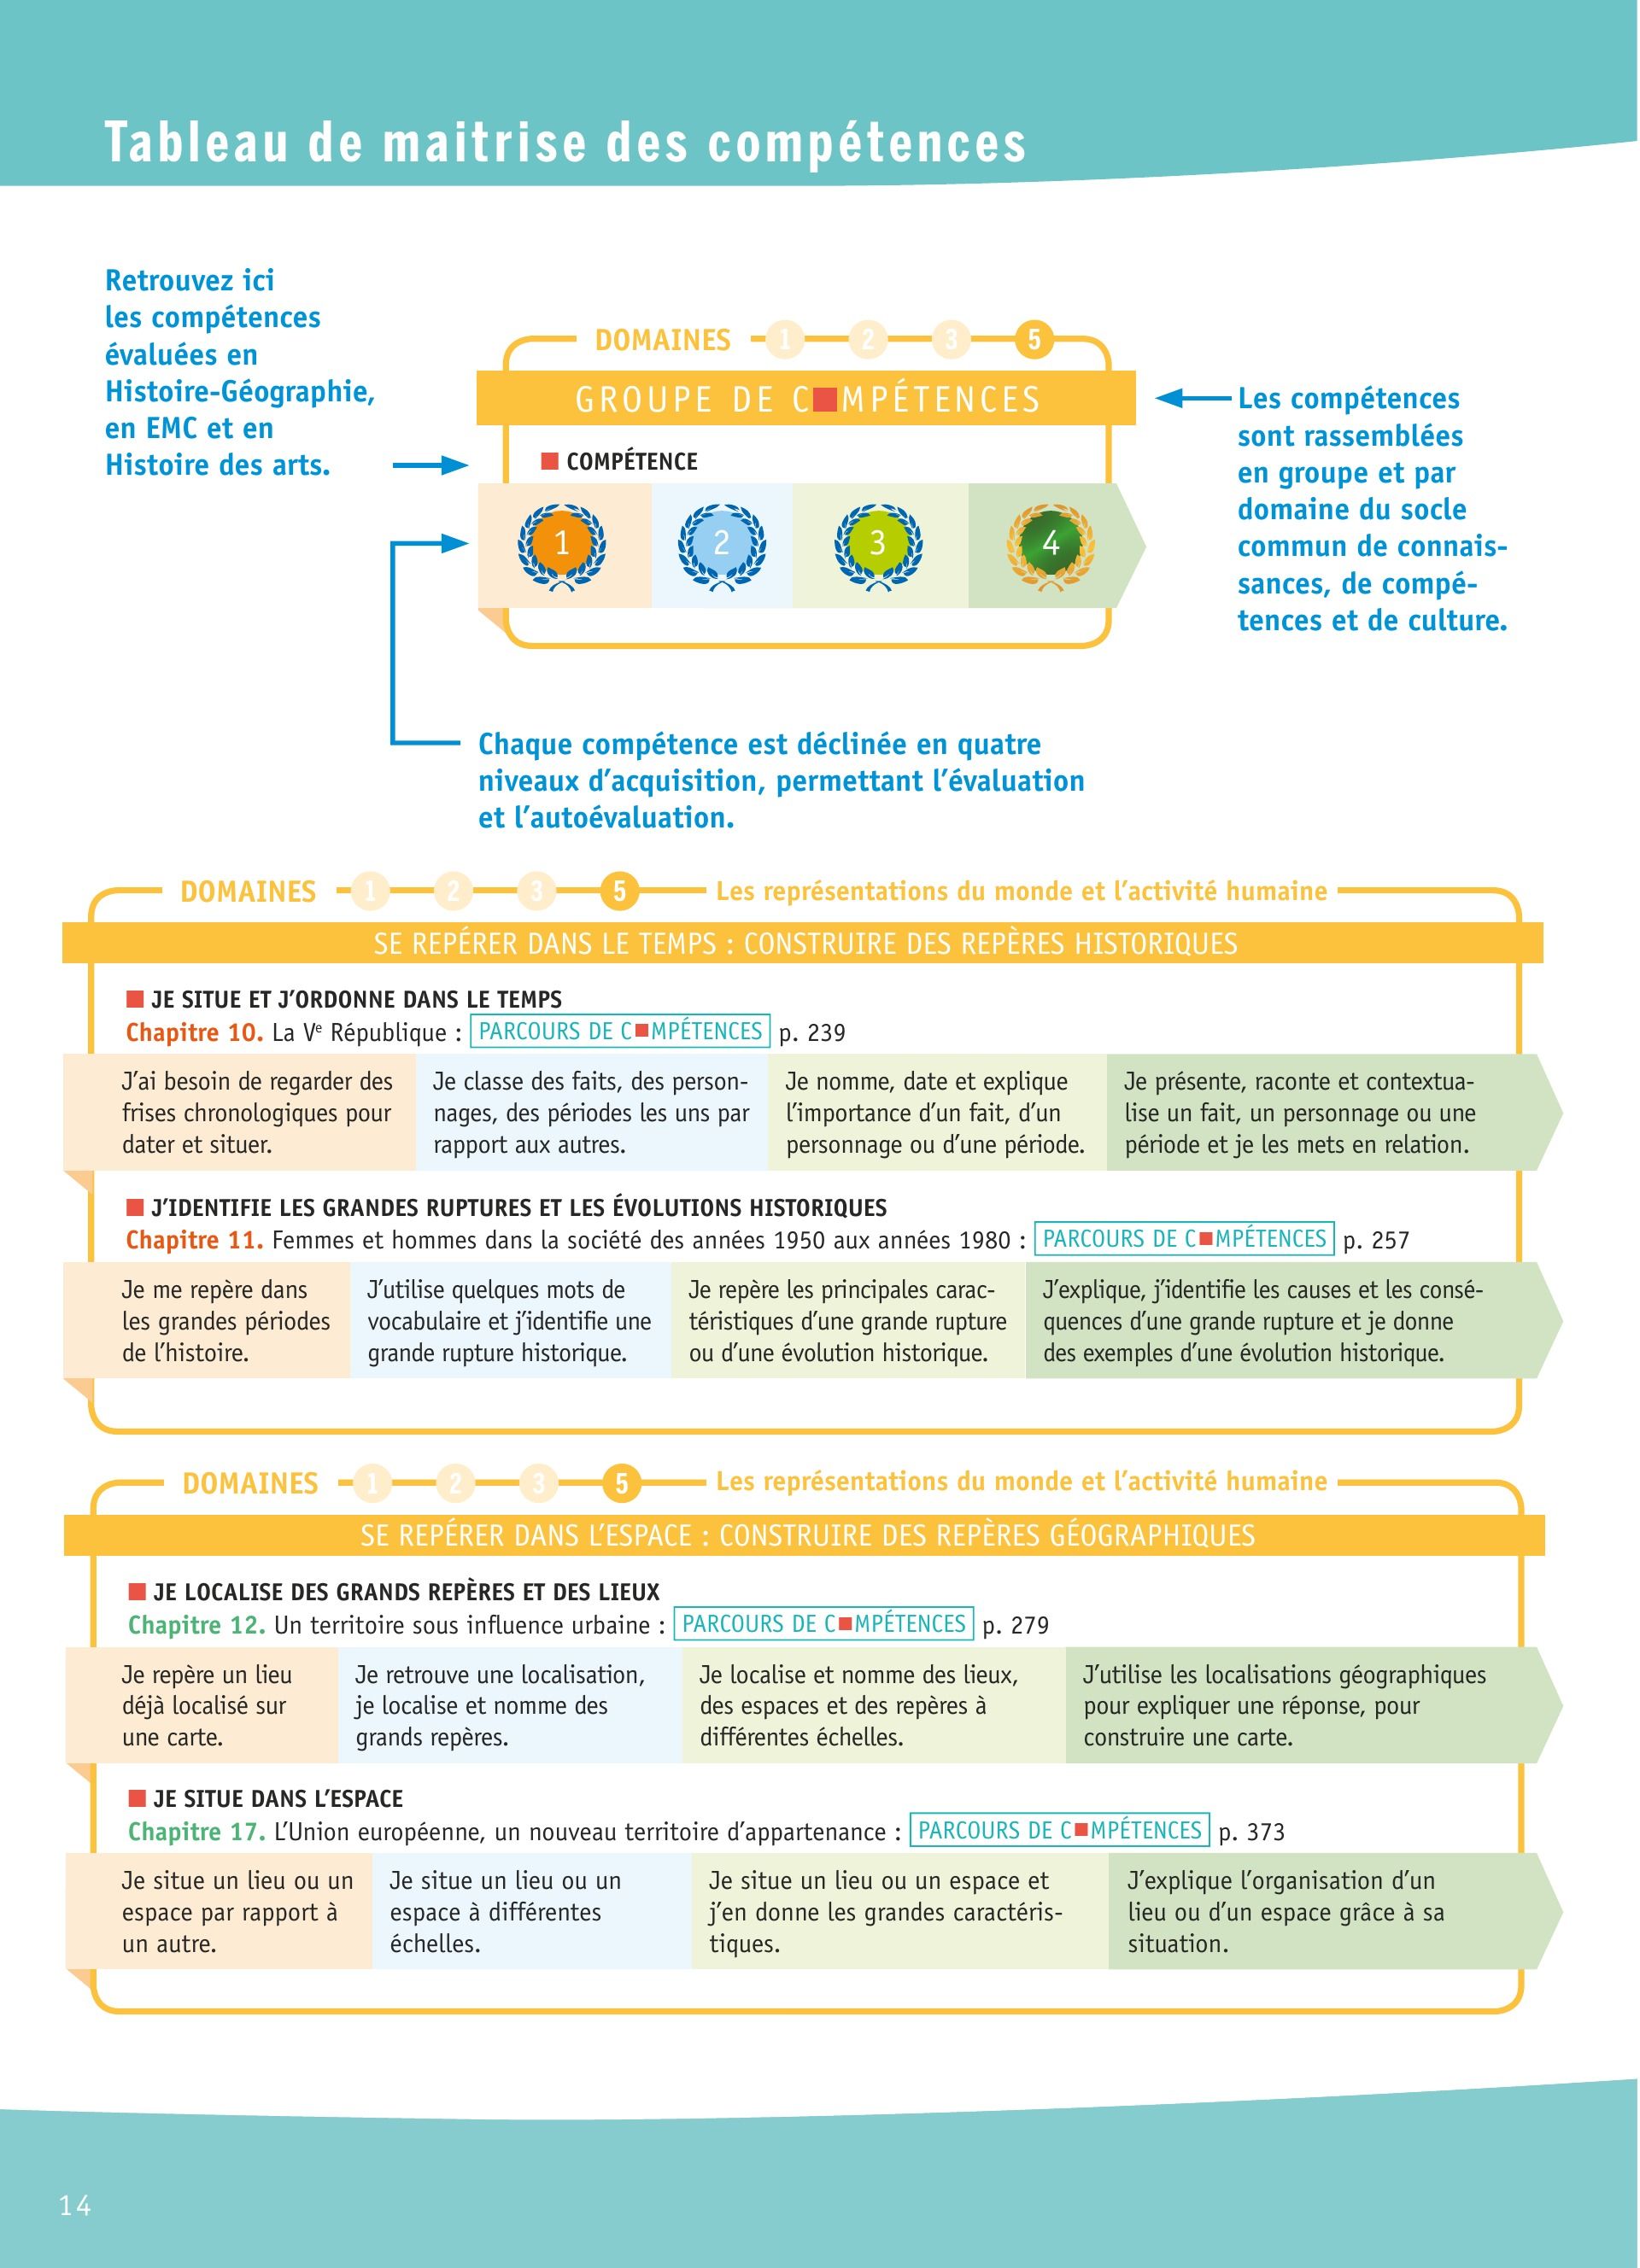 Tableau de maitrise des compétences
Retrouvez ici
les compétences
évaluées en
Histoire-Géographie,
en EMC et en
Histoire des arts.
DOMAINES 1 2 3 5
GROUPE DE C■MPÉTENCES
■ COMPÉTENCE
1 2 3 4
Les compétences
sont rassemblées
en groupe et par
domaine du socle
commun de connais-
sances, de compé-
tences et de culture.
Chaque compétence est déclinée en quatre
niveaux d’acquisition, permettant l’évaluation
et l’autoévaluation.
DOMAINES 1 2 3 5 Les représentations du monde et l’activité humaine
SE REPÉRER DANS LE TEMPS : CONSTRUIRE DES REPÈRES HISTORIQUES
■ JE SITUE ET J’ORDONNE DANS LE TEMPS
Chapitre 10. La Ve République : PARCOURS DE C■MPÉTENCES p. 239
J’ai besoin de regarder des
frises chronologiques pour
dater et situer.
Je classe des faits, des person-
nages, des périodes les uns par
rapport aux autres.
Je nomme, date et explique
l’importance d’un fait, d’un
personnage ou d’une période.
Je présente, raconte et contextua-
lise un fait, un personnage ou une
période et je les mets en relation.
■ J’IDENTIFIE LES GRANDES RUPTURES ET LES ÉVOLUTIONS HISTORIQUES
Chapitre 11. Femmes et hommes dans la société des années 1950 aux années 1980 : PARCOURS DE C■MPÉTENCES p. 257
Je me repère dans
les grandes périodes
de l’histoire.
J’utilise quelques mots de
vocabulaire et j’identifie une
grande rupture historique.
Je repère les principales carac-
téristiques d’une grande rupture
ou d’une évolution historique.
J’explique, j’identifie les causes et les consé-
quences d’une grande rupture et je donne
des exemples d’une évolution historique.
DOMAINES 1 2 3 5 Les représentations du monde et l’activité humaine
SE REPÉRER DANS L’ESPACE : CONSTRUIRE DES REPÈRES GÉOGRAPHIQUES
■ JE LOCALISE DES GRANDS REPÈRES ET DES LIEUX
Chapitre 12. Un territoire sous influence urbaine : PARCOURS DE C■MPÉTENCES p. 279
Je repère un lieu
déjà localisé sur
une carte.
Je retrouve une localisation,
je localise et nomme des
grands repères.
Je localise et nomme des lieux,
des espaces et des repères à
différentes échelles.
J’utilise les localisations géographiques
pour expliquer une réponse, pour
construire une carte.
■ JE SITUE DANS L’ESPACE
Chapitre 17. L’Union européenne, un nouveau territoire d’appartenance : PARCOURS DE C■MPÉTENCES p. 373
Je situe un lieu ou un
espace par rapport à
un autre.
Je situe un lieu ou un
espace à différentes
échelles.
Je situe un lieu ou un espace et
j’en donne les grandes caractéris-
tiques.
J’explique l’organisation d’un
lieu ou d’un espace grâce à sa
situation.
14